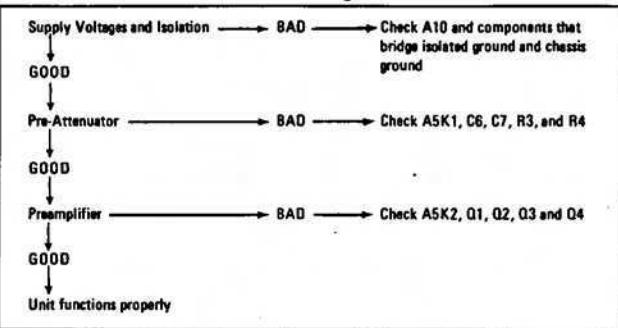 Supply Voltages and Isolation BAD Check A10 and components that
bridge isolated ground and chassis
ground
GOOD
Pre-Attenuator BAD Check A5K1, C6, C7, R3, and R4
GOOD
Preamplifier BAD Check A5K2, Q1, Q2, Q3 and Q4
GOOD
Unit functions properly